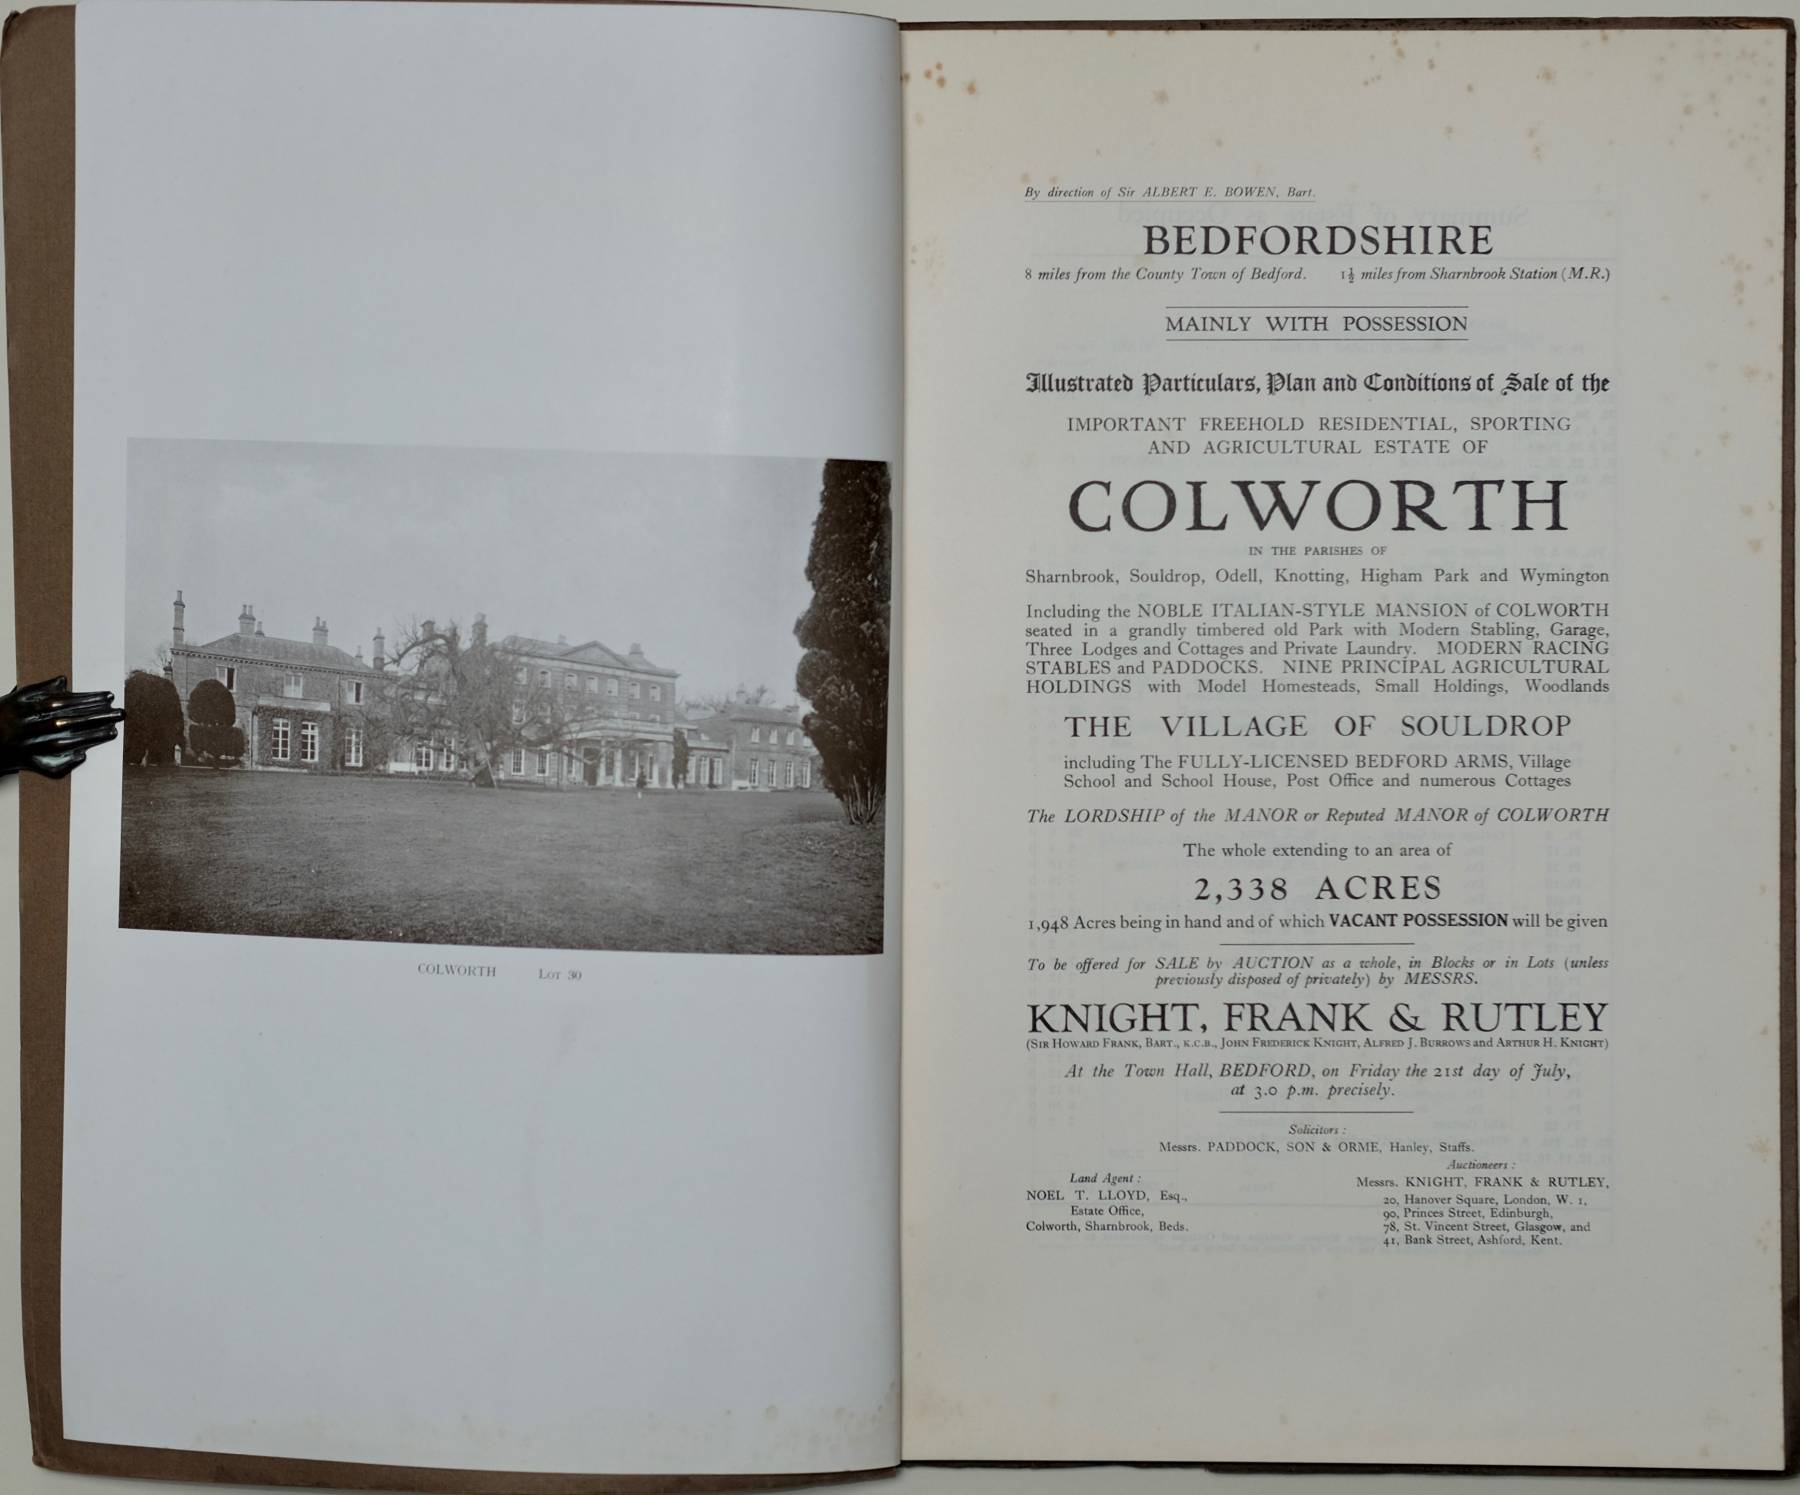 COLWORTH Lot 30
By direction of Sir ALBERT E. BOWEN, Bart.
BEDFORDSHIRE
8 miles from the County Town of Bedford. 1½ miles from Sharnbrook Station (M.R.)
MAINLY WITH POSSESSION
Illustrated Particulars, Plan and Conditions of Sale of the
IMPORTANT FREEHOLD RESIDENTIAL, SPORTING
AND AGRICULTURAL ESTATE OF
COLWORTH
IN THE PARISHES OF
Sharnbrook, Souldrop, Odell, Knotting, Higham Park and Wymington
Including the NOBLE ITALIAN-STYLE MANSION of COLWORTH
seated in a grandly timbered old Park with Modern Stabling, Garage,
Three Lodges and Cottages and Private Laundry. MODERN RACING
STABLES and PADDOCKS. NINE PRINCIPAL AGRICULTURAL
HOLDINGS with Model Homesteads, Small Holdings, Woodlands
THE VILLAGE OF SOULDROP
including The FULLY-LICENSED BEDFORD ARMS, Village
School and School House, Post Office and numerous Cottages
The LORDSHIP of the MANOR or Reputed MANOR of COLWORTH
The whole extending to an area of
2,338 ACRES
1,948 Acres being in hand and of which VACANT POSSESSION will be given
To be offered for SALE by AUCTION as a whole, in Blocks or in Lots (unless
previously disposed of privately) by MESSRS.
KNIGHT, FRANK & RUTLEY
(Sir Howard Frank, Bart., K.C.B., John Frederick Knight, Alfred J. Burrows and Arthur H. Knight)
At the Town Hall, BEDFORD, on Friday the 21st day of July,
at 3.0 p.m. precisely.
Solicitors :
Messrs. PADDOCK, SON & ORME, Hanley, Staffs.
Land Agent :
NOEL T. LLOYD, Esq.,
Estate Office,
Colworth, Sharnbrook, Beds.
Auctioneers :
Messrs. KNIGHT, FRANK & RUTLEY,
20, Hanover Square, London, W. 1,
90, Princes Street, Edinburgh,
78, St. Vincent Street, Glasgow, and
41, Bank Street, Ashford, Kent.